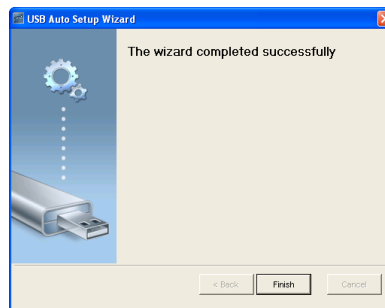 USB Auto Setup Wizard
The wizard completed successfully
< Back
Finish
Cancel